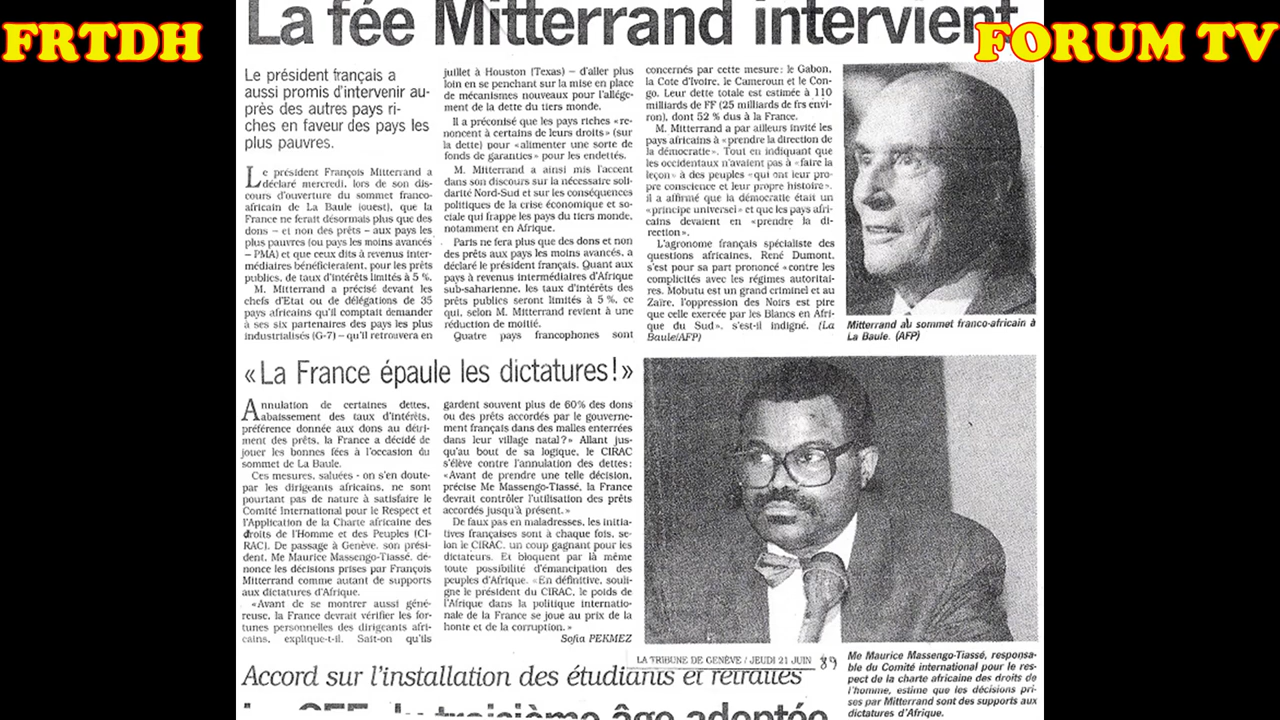 FRTDH
FORUM TV
La fée Mitterrand intervient
Le président français a
aussi promis d'intervenir au-
près des autres pays ri-
ches en faveur des pays les
plus pauvres.
Le président François Mitterrand a
déclaré mercredi, lors de son dis-
cours d'ouverture du sommet franco-
africain de La Baule (ouest), que la
France ne ferait désormais plus que des
dons – et non des prêts – aux pays les
plus pauvres (ou pays les moins avancés
– PMA) et que ceux dits à revenus inter-
médiaires bénéficieraient, pour les prêts
publics, de taux d'intérêts limités à 5 %.
M. Mitterrand a précisé devant les
chefs d'Etat ou de délégations de 35
pays africains qu'il comptait demander
à ses six partenaires des pays les plus
industrialisés (G-7) – qu'il retrouvera en
juillet à Houston (Texas) – d'aller plus
loin en se penchant sur la mise en place
de mécanismes nouveaux pour l'allége-
ment de la dette du tiers monde.
Il a préconisé que les pays riches «re-
noncent à certains de leurs droits» (sur
la dette) pour «alimenter une sorte de
fonds de garanties» pour les endettés.
M. Mitterrand a ainsi mis l'accent
dans son discours sur la nécessaire soli-
darité Nord-Sud et sur les conséquences
politiques de la crise économique et so-
ciale qui frappe les pays du tiers monde,
notamment en Afrique.
Paris ne fera plus que des dons et non
des prêts aux pays les moins avancés, a
déclaré le président français. Quant aux
pays à revenus intermédiaires d'Afrique
sub-saharienne, les taux d'intérêts des
prêts publics seront limités à 5 %, ce
qui, selon M. Mitterrand revient à une
réduction de moitié.
Quatre pays francophones sont
concernés par cette mesure: le Gabon,
la Cote d'Ivoire, le Cameroun et le Con-
go. Leur dette totale est estimée à 110
milliards de FF (25 milliards de frs envi-
ron), dont 52 % dus à la France.
M. Mitterrand a par ailleurs invité les
pays africains à «prendre la direction de
la démocratie». Tout en indiquant que
les occidentaux n'avaient pas à «faire la
leçon» à des peuples «qui ont leur pro-
pre conscience et leur propre histoire»,
il a affirmé que la démocratie était un
«principe universel» et que les pays afri-
cains devaient en «prendre la di-
rection».
L'agronome français spécialiste des
questions africaines, René Dumont,
s'est pour sa part prononcé «contre les
complicités avec les régimes autoritai-
res. Mobutu est un grand criminel et au
Zaïre, l'oppression des Noirs est pire
que celle exercée par les Blancs en Afri-
que du Sud», s'est-il indigné. (La
Baule/AFP)
Mitterrand au sommet franco-africain à
La Baule. (AFP)
«La France épaule les dictatures!»
Annulation de certaines dettes,
abaissement des taux d'intérêts,
préférence donnée aux dons au détri-
ment des prêts, la France a décidé de
jouer les bonnes fées à l'occasion du
sommet de La Baule.
Ces mesures, saluées - on s'en doute-
par les dirigeants africains, ne sont
pourtant pas de nature à satisfaire le
Comité International pour le Respect et
l'Application de la Charte africaine des
droits de l'Homme et des Peuples (CI-
RAC). De passage à Genève, son prési-
dent, Me Maurice Massengo-Tiassé, dé-
nonce les décisions prises par François
Mitterrand comme autant de supports
aux dictatures d'Afrique.
«Avant de se montrer aussi géné-
reuse, la France devrait vérifier les for-
tunes personnelles des dirigeants afri-
cains, explique-t-il. Sait-on qu'ils
gardent souvent plus de 60% des dons
ou des prêts accordés par le gouverne-
ment français dans des malles enterrées
dans leur village natal?» Allant jus-
qu'au bout de sa logique, le CIRAC
s'élève contre l'annulation des dettes:
«Avant de prendre une telle décision,
précise Me Massengo-Tiassé, la France
devrait contrôler l'utilisation des prêts
accordés jusqu'à présent.»
De faux pas en maladresses, les initia-
tives françaises sont à chaque fois, se-
lon le CIRAC, un coup gagnant pour les
dictateurs. Et bloquent par là même
toute possibilité d'émancipation des
peuples d'Afrique. «En définitive, souli-
gne le président du CIRAC, le poids de
l'Afrique dans la politique internatio-
nale de la France se joue au prix de la
honte et de la corruption.»
Sofia PEKMEZ
LA TRIBUNE DE GENÈVE / JEUDI 21 JUIN 89
Me Maurice Massengo-Tiassé, responsa-
ble du Comité international pour le res-
pect de la charte africaine des droits de
l'homme, estime que les décisions pri-
ses par Mitterrand sont des supports aux
dictatures d'Afrique.
Accord sur l'installation des étudiants et retraités
du troisième âge adoptée